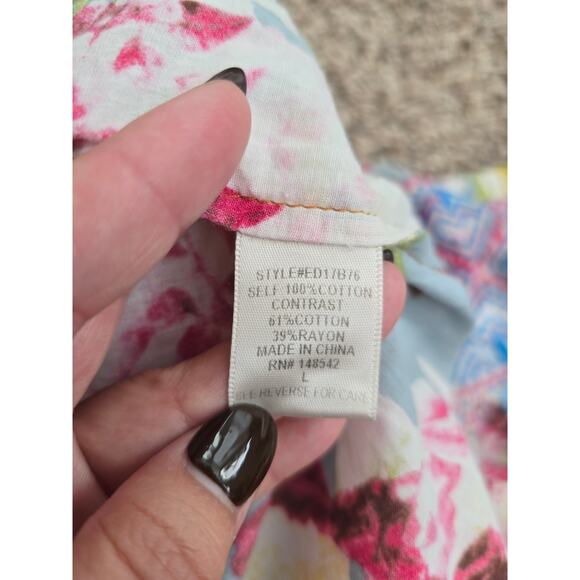 STYLE#ED17B76
SELF 100%COTTON
CONTRAST
61%COTTON
39%RAYON
MADE IN CHINA
RN# 148542
L
SEE REVERSE FOR CARE